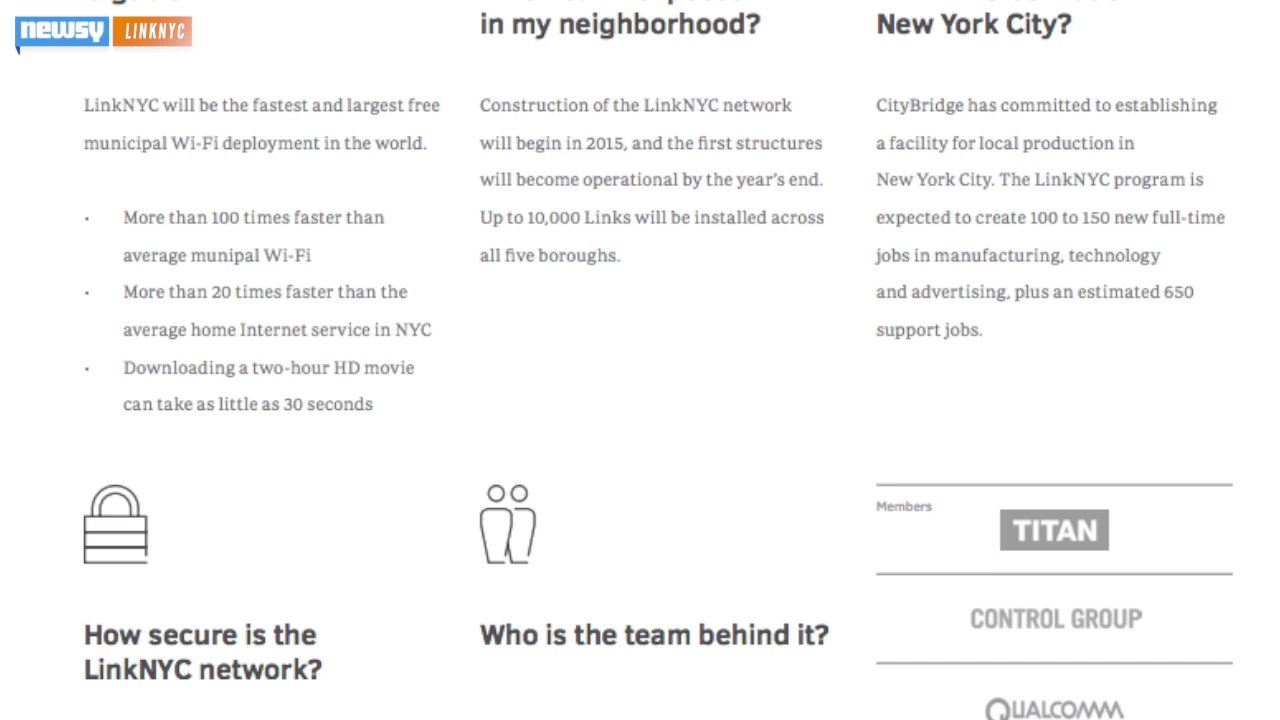 newsy LINKNYC
in my neighborhood?
New York City?
LinkNYC will be the fastest and largest free
municipal Wi-Fi deployment in the world.
· More than 100 times faster than
average munipal Wi-Fi
· More than 20 times faster than the
average home Internet service in NYC
· Downloading a two-hour HD movie
can take as little as 30 seconds
Construction of the LinkNYC network
will begin in 2015, and the first structures
will become operational by the year's end.
Up to 10,000 Links will be installed across
all five boroughs.
CityBridge has committed to establishing
a facility for local production in
New York City. The LinkNYC program is
expected to create 100 to 150 new full-time
jobs in manufacturing, technology
and advertising, plus an estimated 650
support jobs.
How secure is the
LinkNYC network?
Who is the team behind it?
Members
TITAN
CONTROL GROUP
QUALCOMM